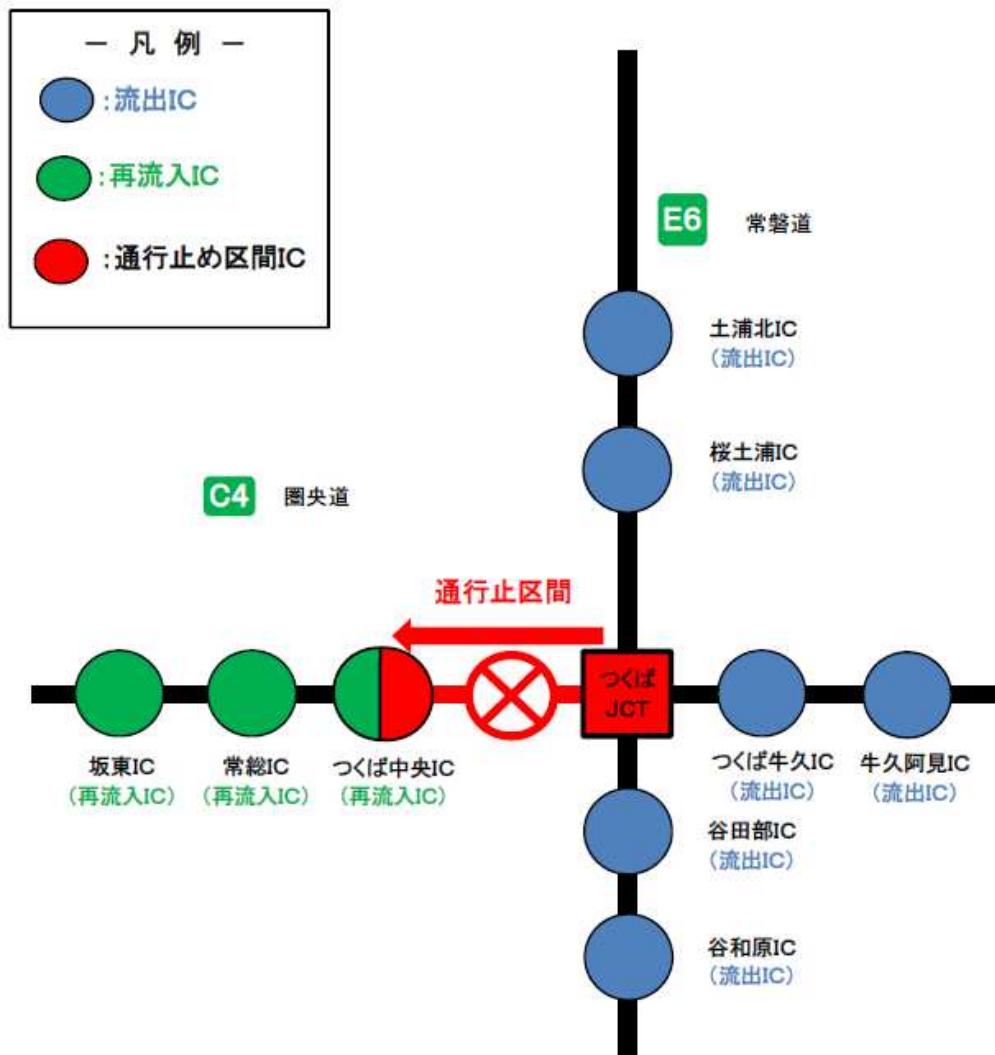 － 凡 例 －
：流出IC
：再流入IC
：通行止め区間IC
E6 常磐道
土浦北IC
（流出IC）
桜土浦IC
（流出IC）
C4 圏央道
通行止区間
つくば
JCT
坂東IC
（再流入IC）
常総IC
（再流入IC）
つくば中央IC
（再流入IC）
つくば牛久IC
（流出IC）
牛久阿見IC
（流出IC）
谷田部IC
（流出IC）
谷和原IC
（流出IC）